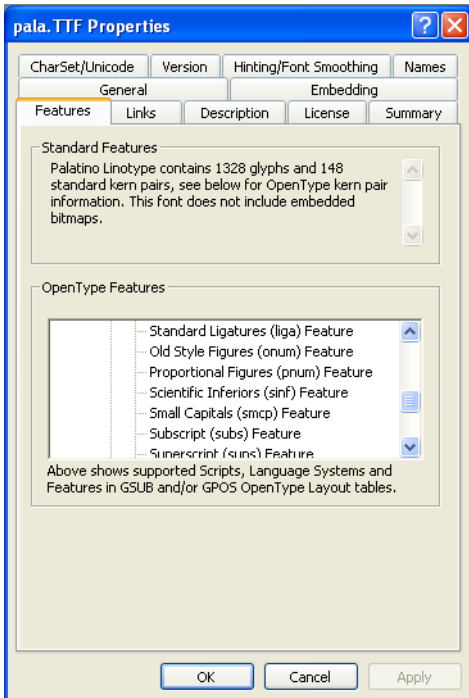 pala.TTF Properties
CharSet/Unicode Version Hinting/Font Smoothing Names
General Embedding
Features Links Description License Summary
Standard Features
Palatino Linotype contains 1328 glyphs and 148
standard kern pairs, see below for OpenType kern pair
information. This font does not include embedded
bitmaps.
OpenType Features
Standard Ligatures (liga) Feature
Old Style Figures (onum) Feature
Proportional Figures (pnum) Feature
Scientific Inferiors (sinf) Feature
Small Capitals (smcp) Feature
Subscript (subs) Feature
Superscript (sups) Feature
Above shows supported Scripts, Language Systems and
Features in GSUB and/or GPOS OpenType Layout tables.
OK Cancel Apply